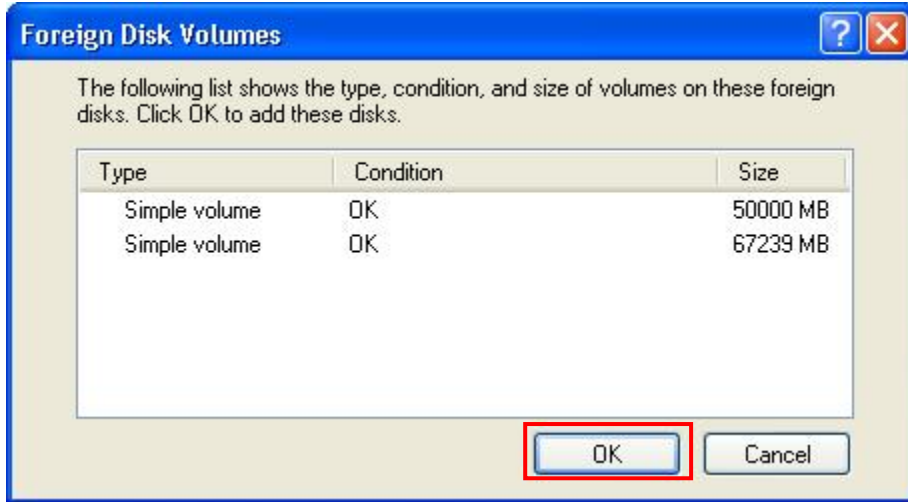 Foreign Disk Volumes
The following list shows the type, condition, and size of volumes on these foreign
disks. Click OK to add these disks.
Type Condition Size
Simple volume OK 50000 MB
Simple volume OK 67239 MB
OK Cancel